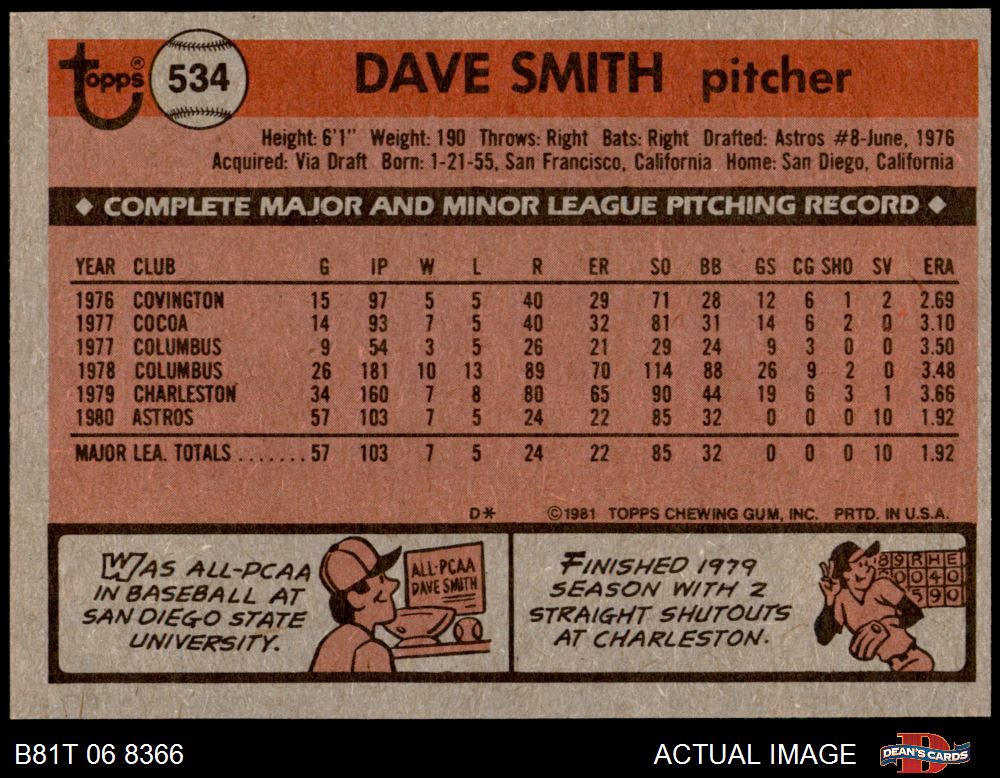 Topps® 534 DAVE SMITH pitcher
Height: 6'1" Weight: 190 Throws: Right Bats: Right Drafted: Astros #8-June, 1976
Acquired: Via Draft Born: 1-21-55, San Francisco, California Home: San Diego, California
◆ COMPLETE MAJOR AND MINOR LEAGUE PITCHING RECORD ◆
YEAR CLUB G IP W L R ER SO BB GS CG SHO SV ERA
1976 COVINGTON 15 97 5 5 40 29 71 28 12 6 1 2 2.69
1977 COCOA 14 93 7 5 40 32 81 31 14 6 2 0 3.10
1977 COLUMBUS 9 54 3 5 26 21 29 24 9 3 0 0 3.50
1978 COLUMBUS 26 181 10 13 89 70 114 88 26 9 2 0 3.48
1979 CHARLESTON 34 160 7 8 80 65 90 44 19 6 3 1 3.66
1980 ASTROS 57 103 7 5 24 22 85 32 0 0 0 10 1.92
MAJOR LEA. TOTALS .......57 103 7 5 24 22 85 32 0 0 0 10 1.92
D* ©1981 TOPPS CHEWING GUM, INC. PRTD. IN U.S.A.
WAS ALL-PCAA
IN BASEBALL AT
SAN DIEGO STATE
UNIVERSITY.
ALL-PCAA
DAVE SMITH
FINISHED 1979
SEASON WITH 2
STRAIGHT SHUTOUTS
AT CHARLESTON.
8 9 R H E
0 0 4 0
5 9 0
B81T 06 8366 ACTUAL IMAGE DEAN'S CARDS